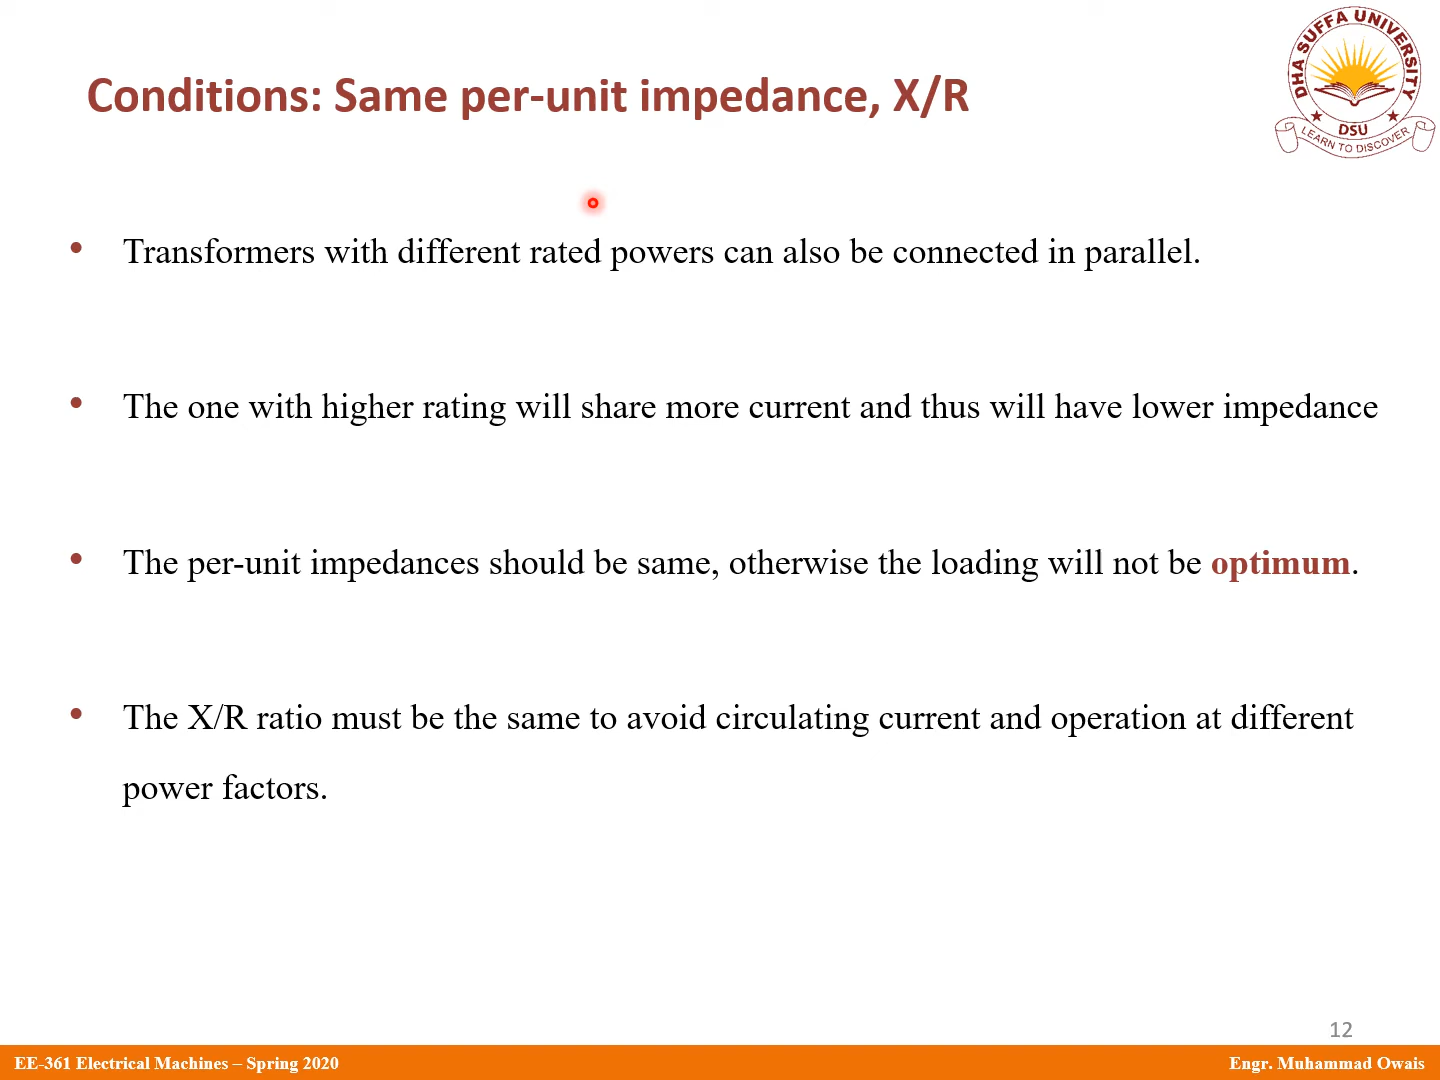 Conditions: Same per-unit impedance, X/R
DHA SUFFA UNIVERSITY
DSU
LEARN TO DISCOVER
• Transformers with different rated powers can also be connected in parallel.
• The one with higher rating will share more current and thus will have lower impedance
• The per-unit impedances should be same, otherwise the loading will not be optimum.
• The X/R ratio must be the same to avoid circulating current and operation at different
power factors.
12
EE-361 Electrical Machines – Spring 2020
Engr. Muhammad Owais